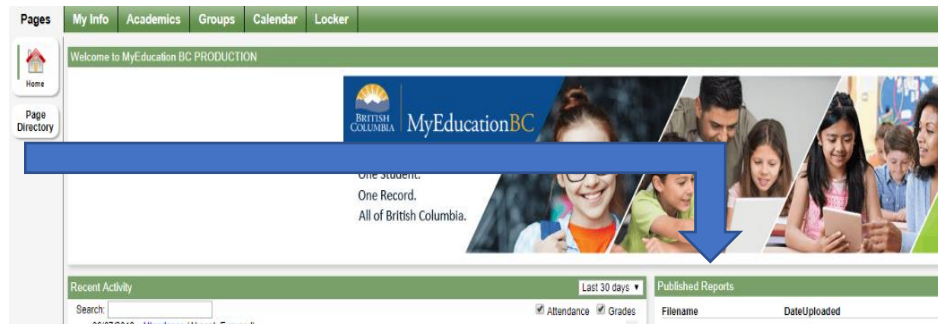 Pages My Info Academics Groups Calendar Locker
Home
Page
Directory
Welcome to MyEducation BC PRODUCTION
BRITISH
COLUMBIA MyEducationBC
One Student.
One Record.
All of British Columbia.
Recent Activity Last 30 days
Search: Attendance Grades
Published Reports
Filename DateUploaded